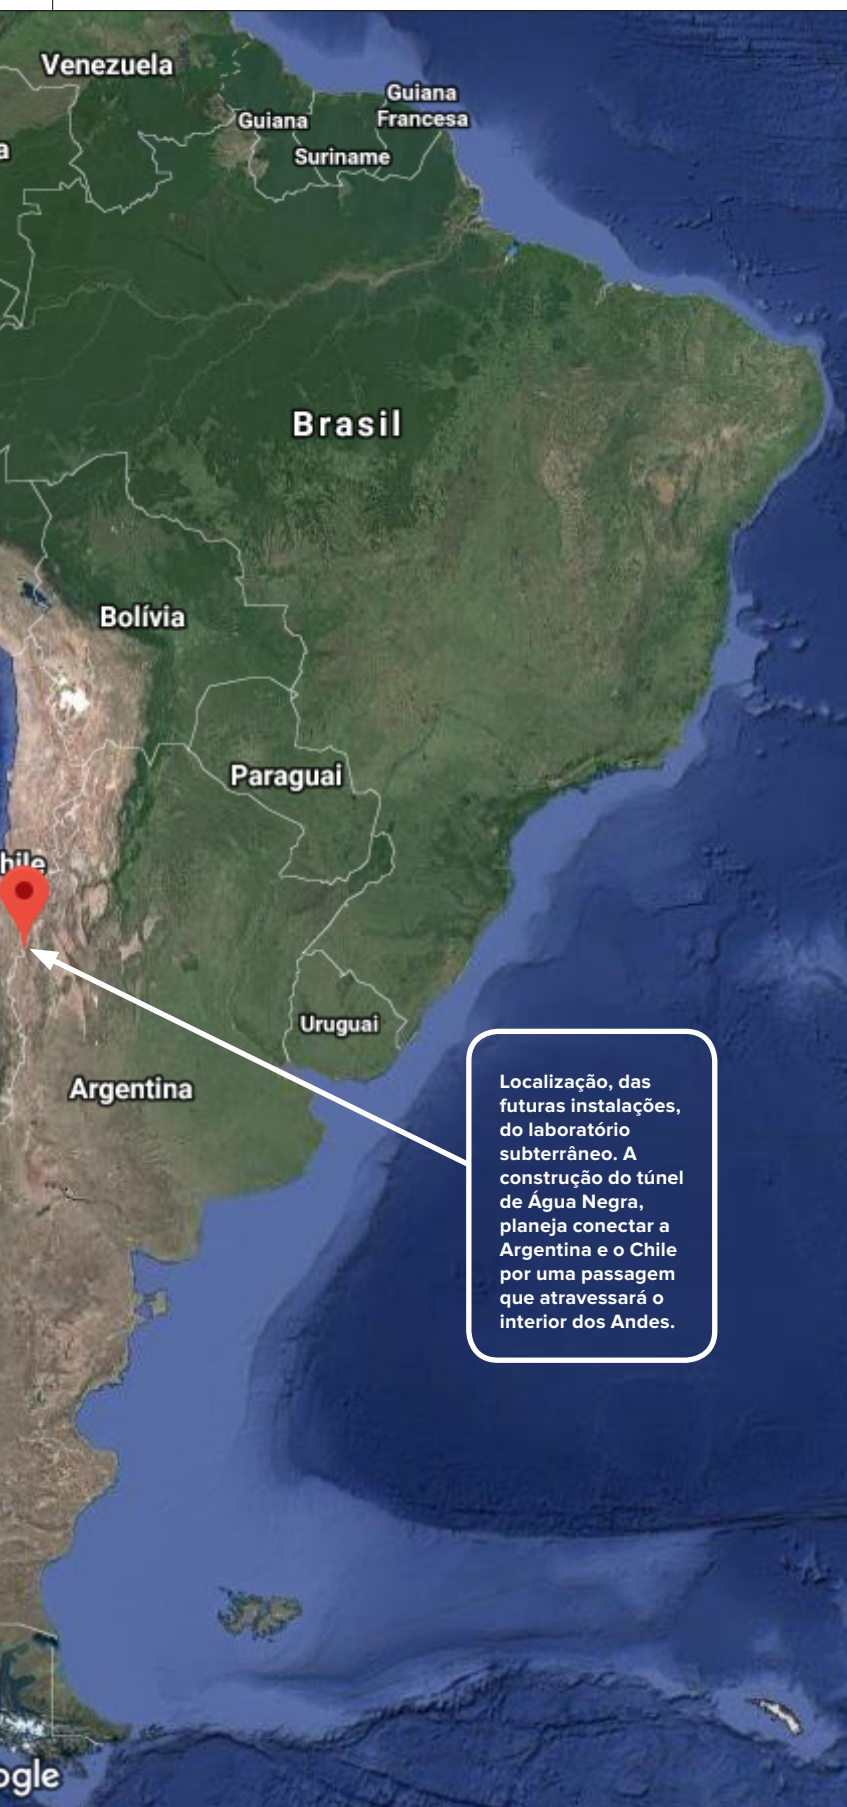 Venezuela
Guiana
Francesa
Guiana
Suriname
a
Brasil
Bolívia
Paraguai
hile
Uruguai
Argentina
Localização, das
futuras instalações,
do laboratório
subterrâneo. A
construção do túnel
de Água Negra,
planeja conectar a
Argentina e o Chile
por uma passagem
que atravessará o
interior dos Andes.
ogle